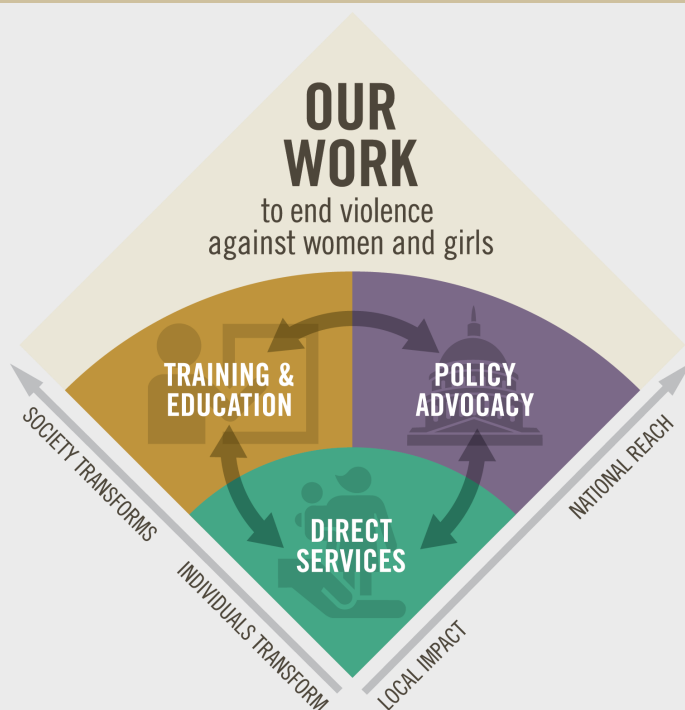 OUR
WORK
to end violence
against women and girls
TRAINING &
EDUCATION
POLICY
ADVOCACY
DIRECT
SERVICES
SOCIETY TRANSFORMS
INDIVIDUALS TRANSFORM
NATIONAL REACH
LOCAL IMPACT